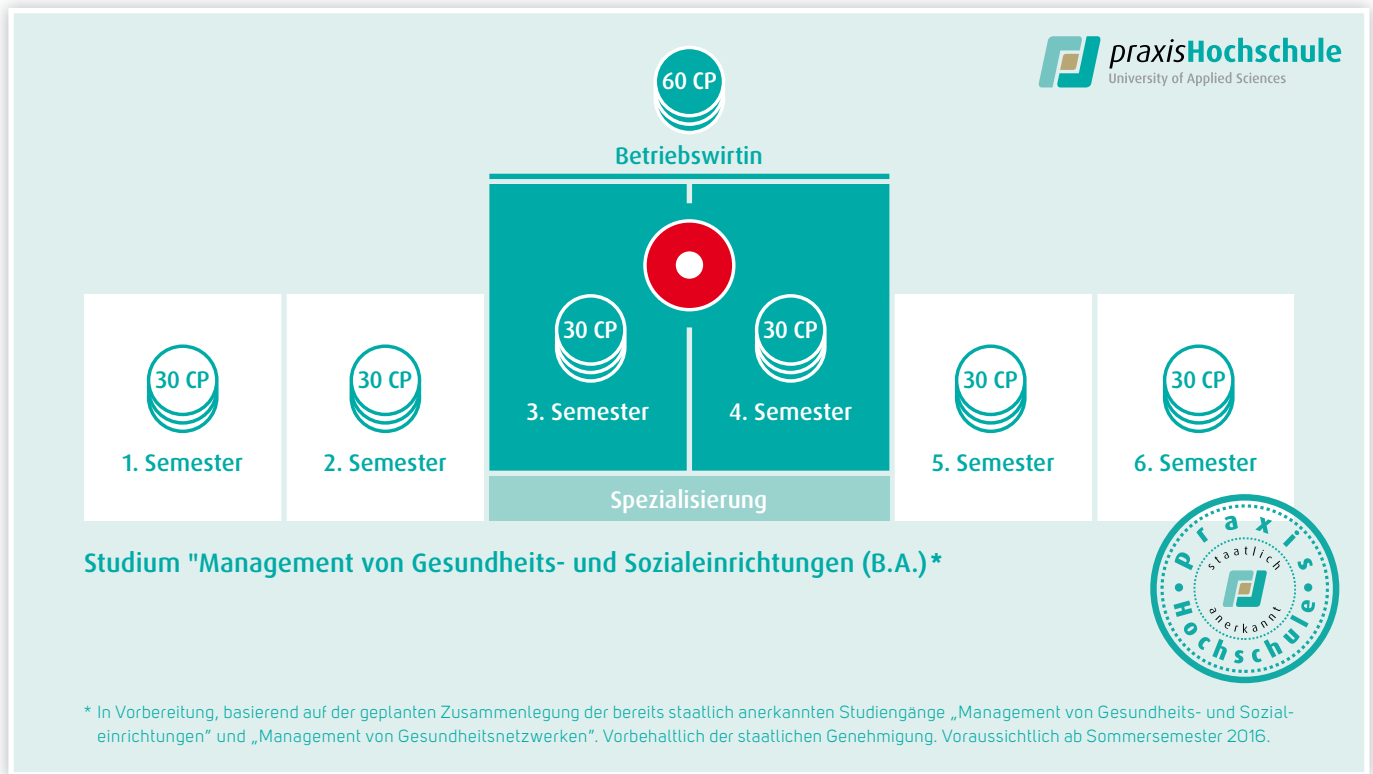 praxisHochschule
University of Applied Sciences
60 CP
Betriebswirtin
30 CP
1. Semester
30 CP
2. Semester
30 CP
3. Semester
30 CP
4. Semester
30 CP
5. Semester
30 CP
6. Semester
Spezialisierung
Studium "Management von Gesundheits- und Sozialeinrichtungen (B.A.)*
praxis
staatlich
anerkannt
Hochschule
* In Vorbereitung, basierend auf der geplanten Zusammenlegung der bereits staatlich anerkannten Studiengänge „Management von Gesundheits- und Sozial-
einrichtungen” und „Management von Gesundheitsnetzwerken”. Vorbehaltlich der staatlichen Genehmigung. Voraussichtlich ab Sommersemester 2016.